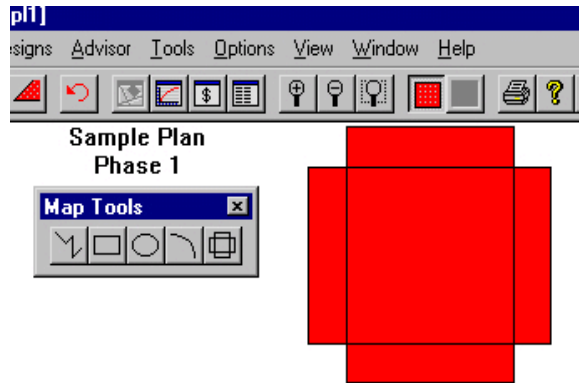 pl1]
esigns Advisor Tools Options View Window Help
$ ?
Sample Plan
Phase 1
Map Tools